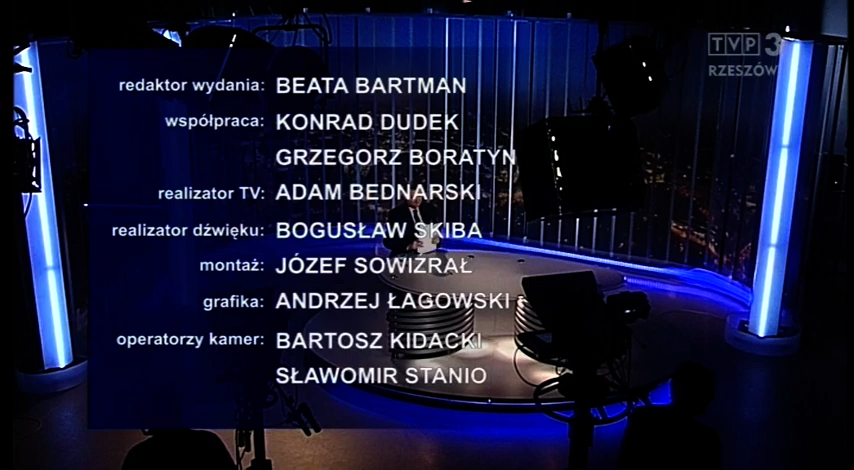 TVP3
RZESZÓW
redaktor wydania: BEATA BARTMAN
współpraca: KONRAD DUDEK
GRZEGORZ BORATYN
realizator TV: ADAM BEDNARSKI
realizator dźwięku: BOGUSŁAW SKIBA
montaż: JÓZEF SOWIZRAŁ
grafika: ANDRZEJ ŁAGOWSKI
operatorzy kamer: BARTOSZ KIDACKI
SŁAWOMIR STANIO